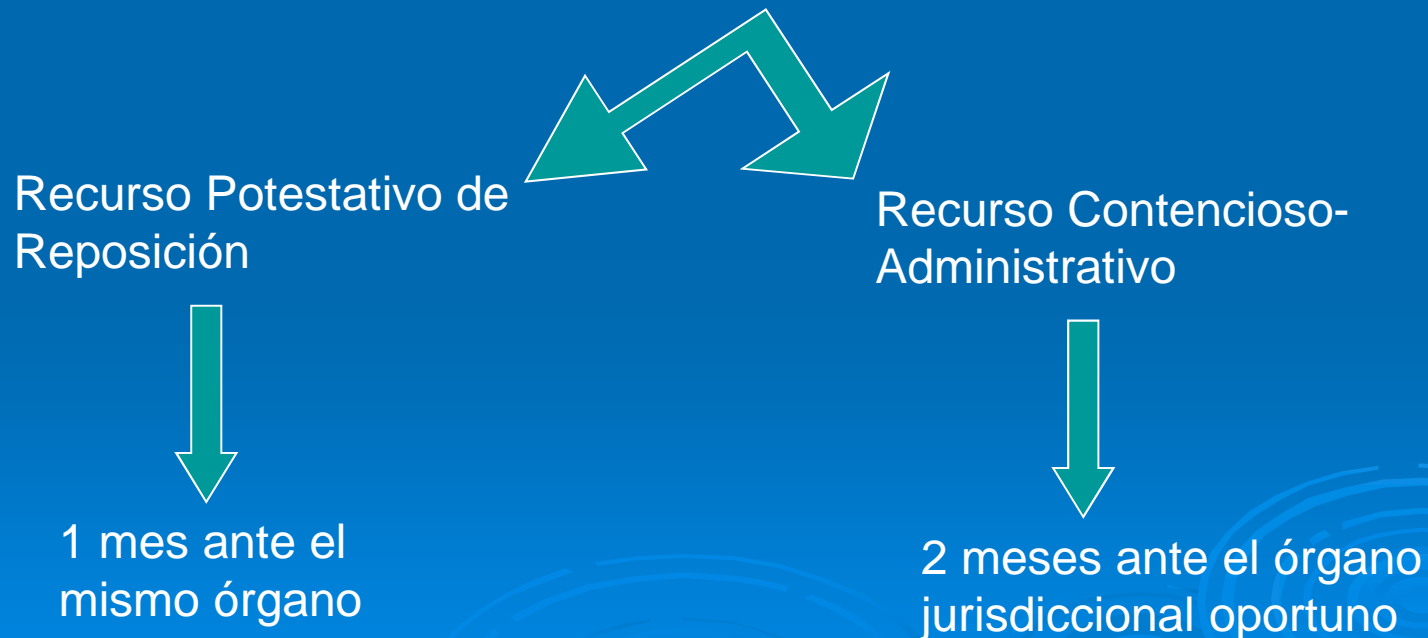 Recurso Potestativo de
Reposición
Recurso Contencioso-
Administrativo
1 mes ante el
mismo órgano
2 meses ante el órgano
jurisdiccional oportuno